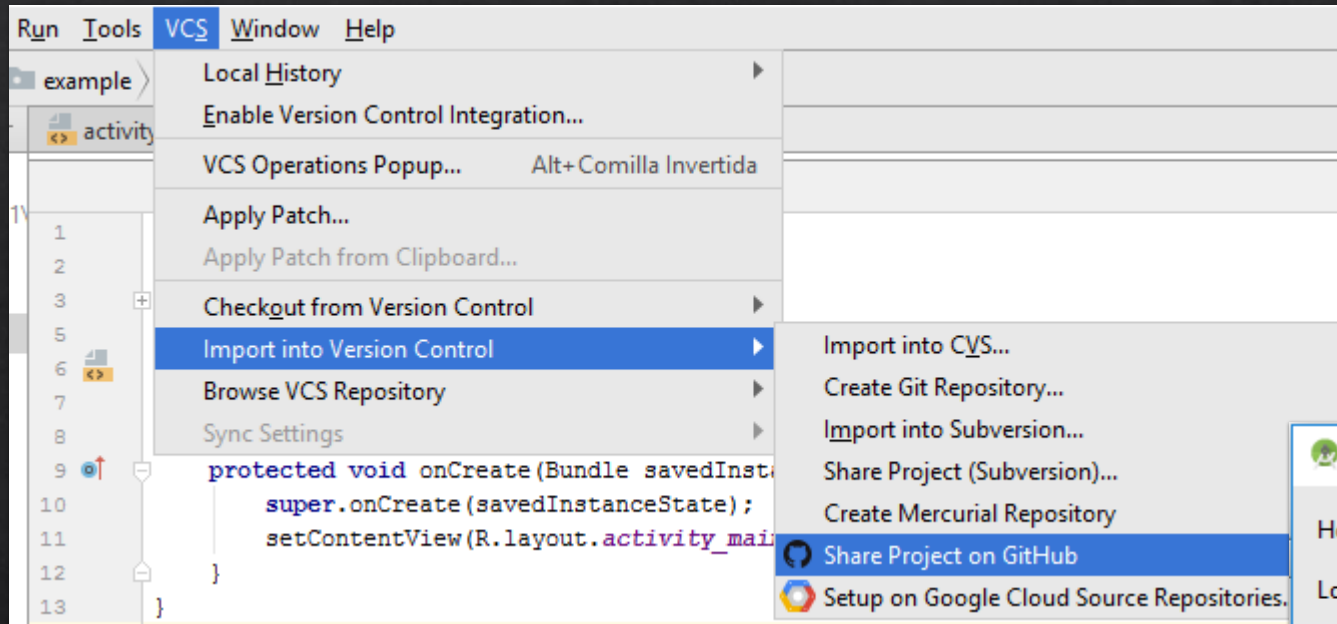 Run Tools VCS Window Help
example
activity
Local History
Enable Version Control Integration...
VCS Operations Popup... Alt+Comilla Invertida
Apply Patch...
Apply Patch from Clipboard...
Checkout from Version Control
Import into Version Control
Browse VCS Repository
Sync Settings
Import into CVS...
Create Git Repository...
Import into Subversion...
Share Project (Subversion)...
Create Mercurial Repository
Share Project on GitHub
Setup on Google Cloud Source Repositories.
1
2
3
5
6
7
8
9 protected void onCreate(Bundle savedInst
10 super.onCreate(savedInstanceState);
11 setContentView(R.layout.activity_mai
12 }
13 }